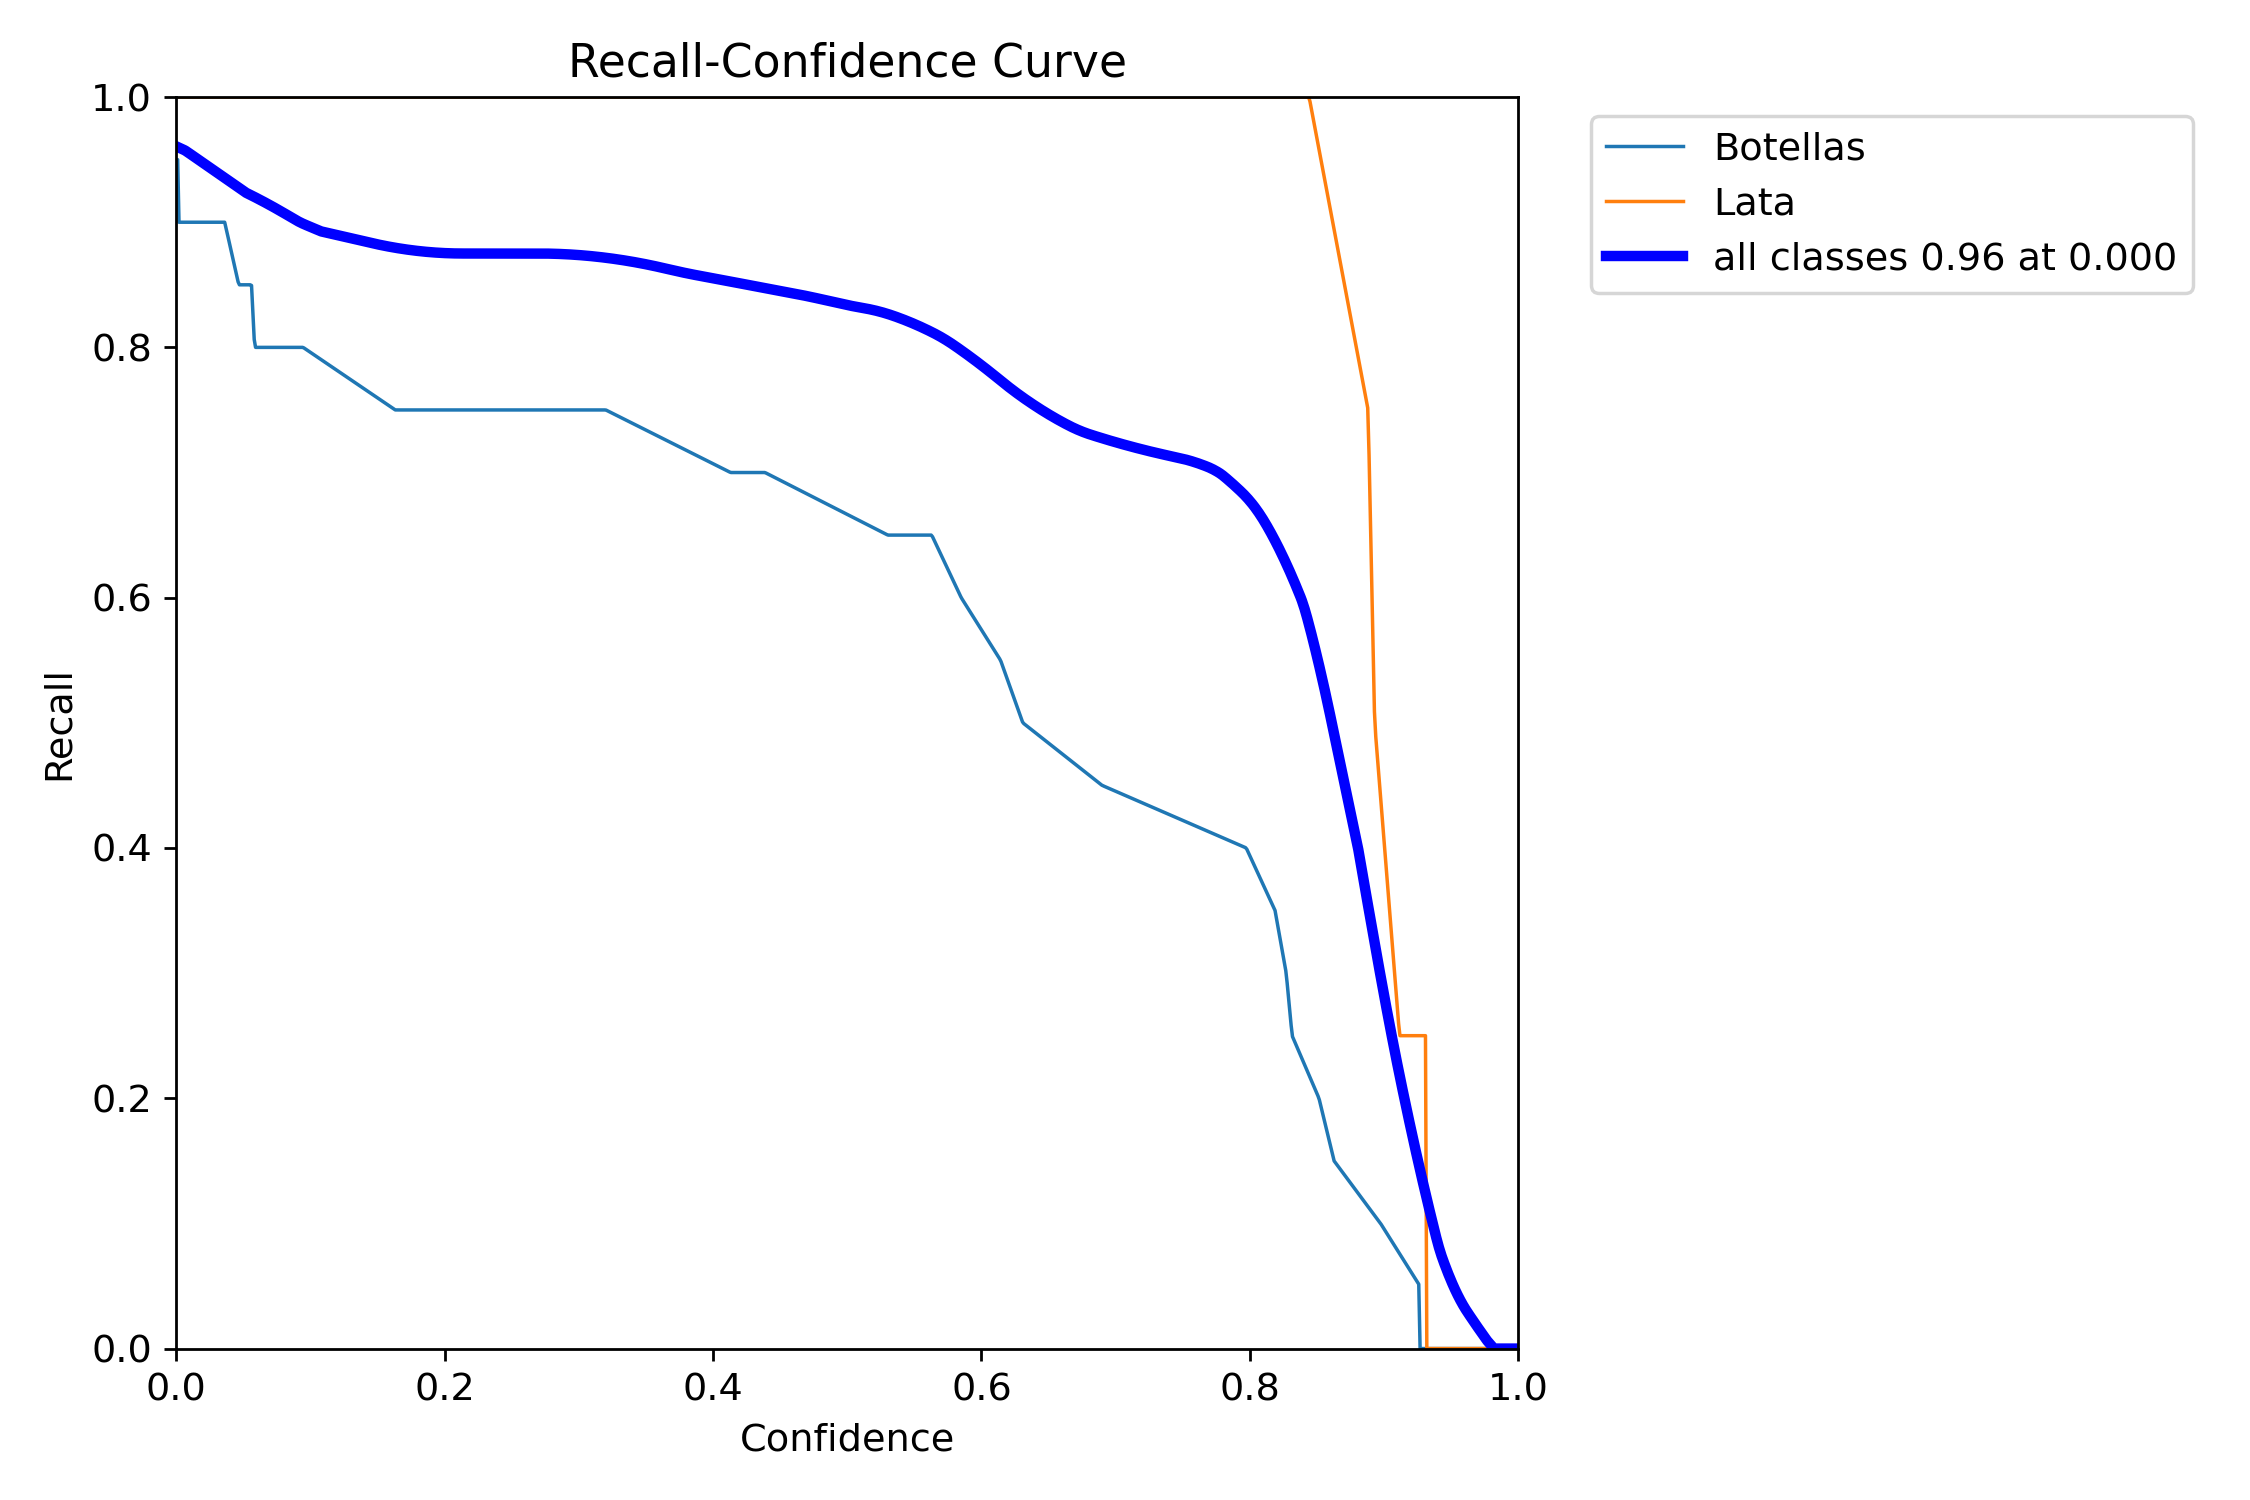 Recall-Confidence Curve
1.0
0.8
0.6
0.4
0.2
0.0
Recall
0.0 0.2 0.4 0.6 0.8 1.0
Confidence
Botellas
Lata
all classes 0.96 at 0.000